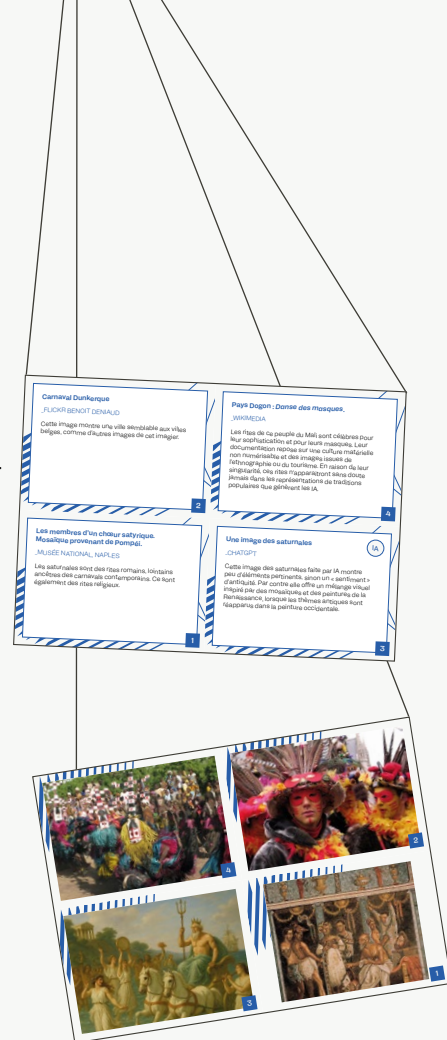 Carnaval Dunkerque
_FLICKR BENOIT DENIAUD
Cette image montre une ville semblable aux villes
belges, comme d'autres images de cet imagier.
2
Pays Dogon : Danse des masques.
_WIKIMEDIA
Les rites de ce peuple du Mali sont célèbres pour
leur sophistication et pour leurs masques. Leur
documentation repose sur une culture matérielle
non numérisée et des images issues de
l'ethnographie ou du tourisme. En raison de leur
singularité, ces rites n'apparaîtront sans doute
jamais dans les représentations de traditions
populaires que génèrent les IA.
4
Les membres d'un chœur satyrique.
Mosaïque provenant de Pompéi.
_MUSÉE NATIONAL, NAPLES
Les saturnales sont des rites romains, lointains
ancêtres des carnavals contemporains. Ce sont
également des rites religieux.
1
Une image des saturnales
IA
_CHATGPT
Cette image des saturnales faite par IA montre
peu d'éléments pertinents, sinon un « sentiment »
d'antiquité. Par contre elle offre un mélange visuel
inspiré par des mosaïques et des peintures de la
Renaissance, lorsque les thèmes antiques sont
réapparus dans la peinture occidentale.
3
4
2
3
1